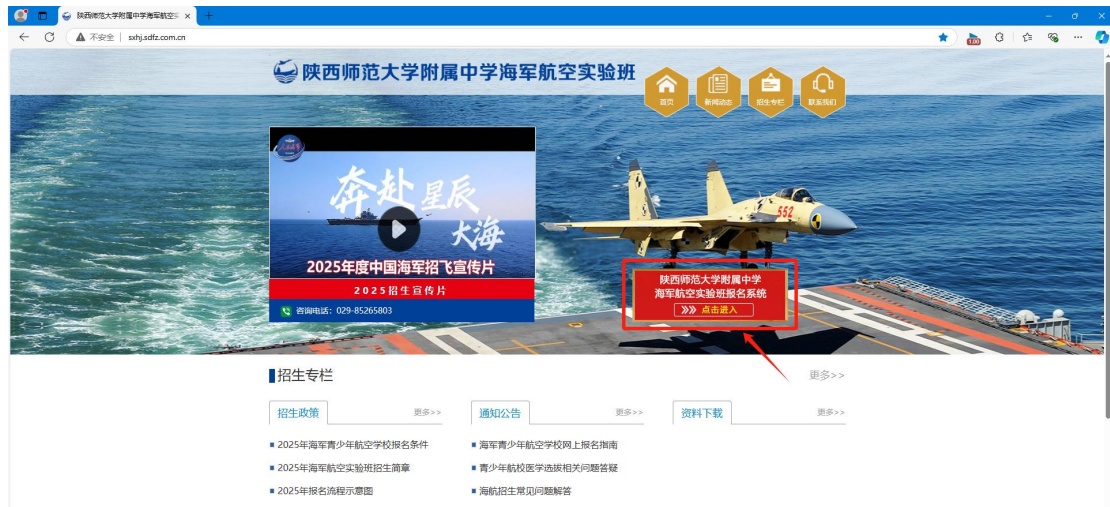 陕西师范大学附属中学海军航空实
不安全 | sxhj.sdfz.com.cn
1.00
陕西师范大学附属中学海军航空实验班
首页
新闻动态
招生专栏
联系我们
人民海军
奔赴星辰
大海
2025年度中国海军招飞宣传片
2025招生宣传片
咨询电话：029-85265803
552
陕西师范大学附属中学
海军航空实验班报名系统
点击进入
招生专栏
更多>>
招生政策
更多>>
2025年海军青少年航空学校报名条件
2025年海军航空实验班招生简章
2025年报名流程示意图
通知公告
更多>>
海军青少年航空学校网上报名指南
青少年航校医学选拔相关问题答疑
海航招生常见问题解答
资料下载
更多>>